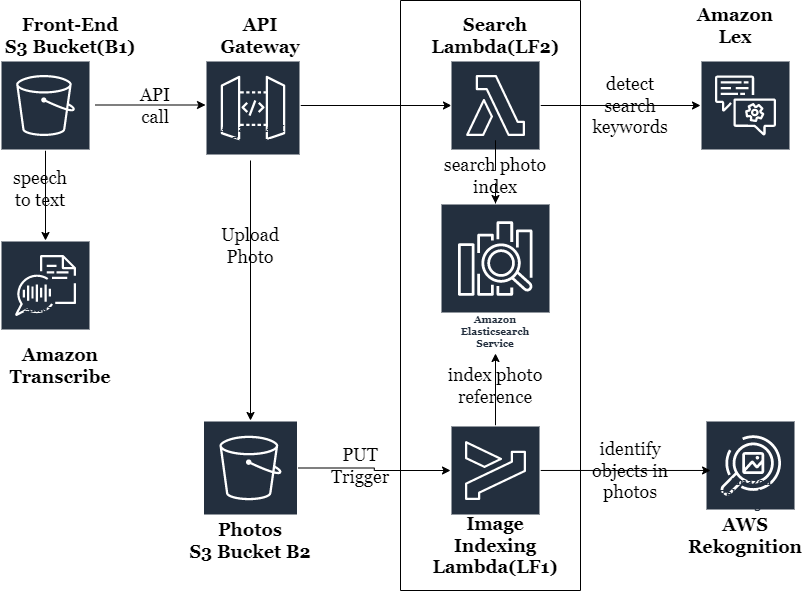 Front-End
S3 Bucket(B1)
API
Gateway
Search
Lambda(LF2)
Amazon
Lex
API
call
detect
search
keywords
speech
to text
search photo
index
Upload
Photo
Amazon
Elasticsearch
Service
Amazon
Transcribe
index photo
reference
PUT
Trigger
identify
objects in
photos
Photos
S3 Bucket B2
Image
Indexing
Lambda(LF1)
AWS
Rekognition